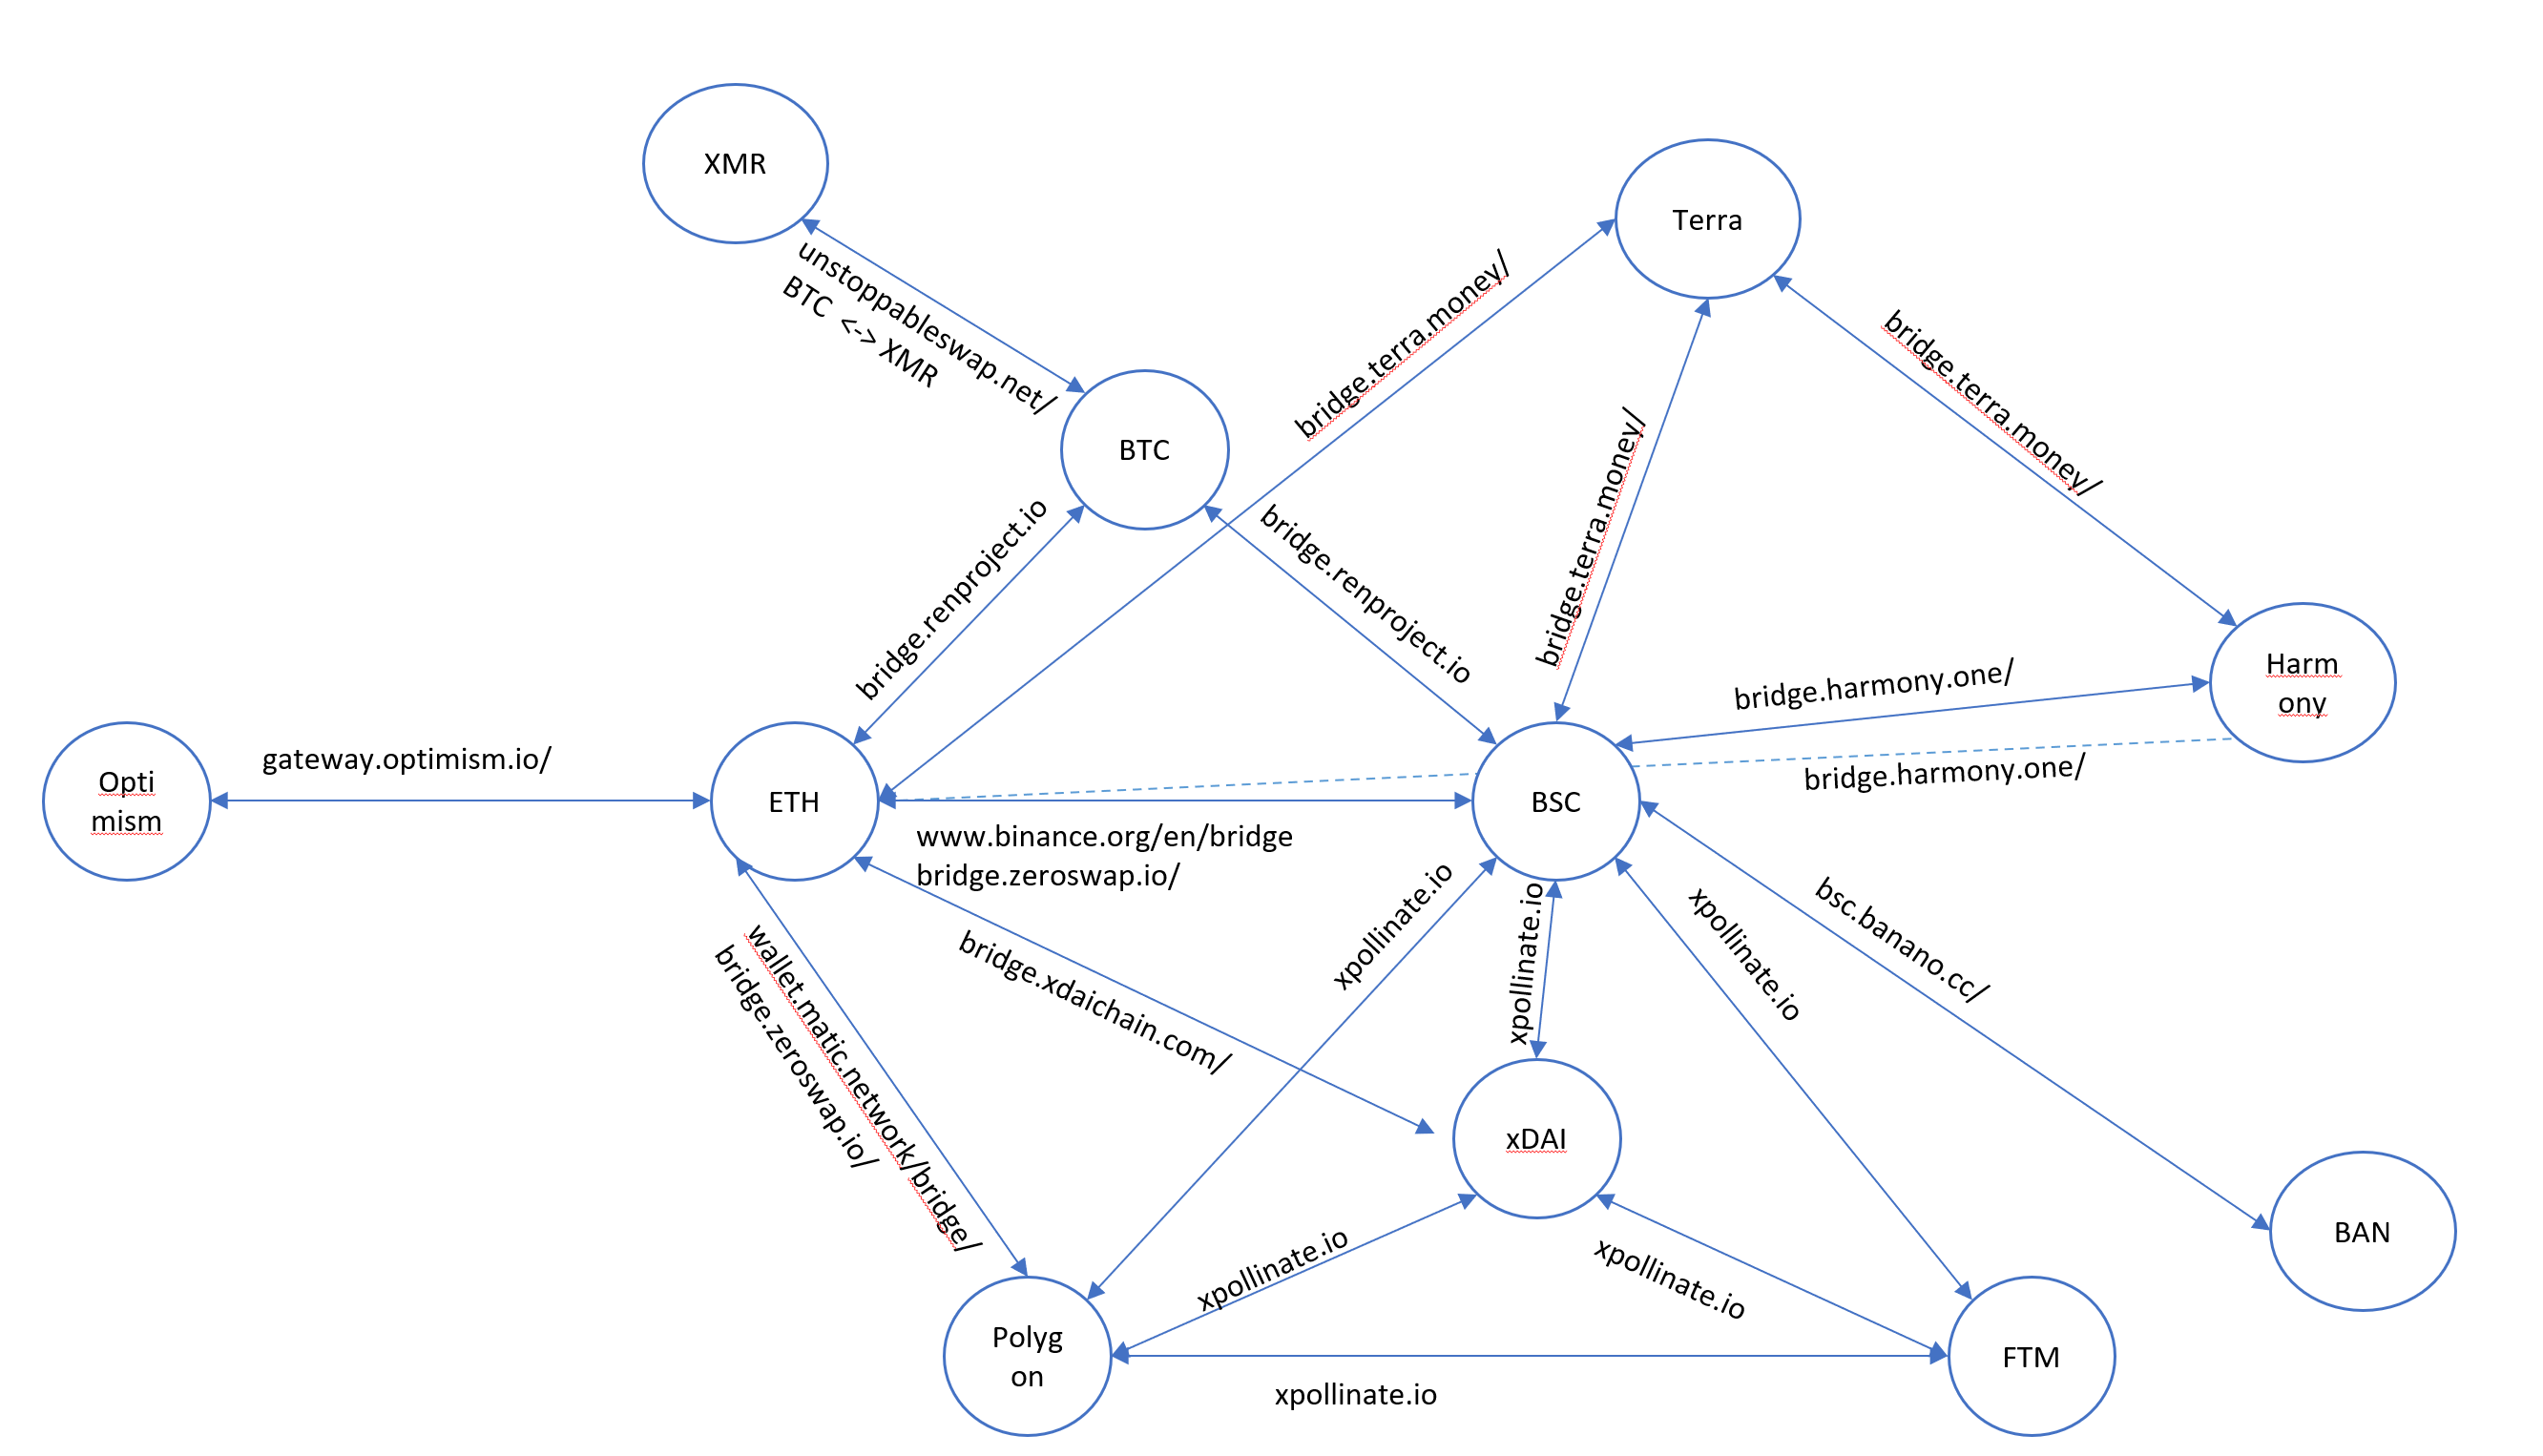 XMR
Terra
unstoppableswap.net/
BTC <-> XMR
bridge.terra.money/
bridge.terra.money/
BTC
bridge.terra.money/
bridge.renproject.io
bridge.renproject.io
Harm
ony
bridge.harmony.one/
bridge.harmony.one/
gateway.optimism.io/
Opti
mism
ETH
BSC
www.binance.org/en/bridge
bridge.zeroswap.io/
xpollinate.io
xpollinate.io
xpollinate.io
bsc.banano.cc/
wallet.matic.network/bridge/
bridge.zeroswap.io/
bridge.xdaichain.com/
xDAI
BAN
xpollinate.io
xpollinate.io
Polyg
on
FTM
xpollinate.io